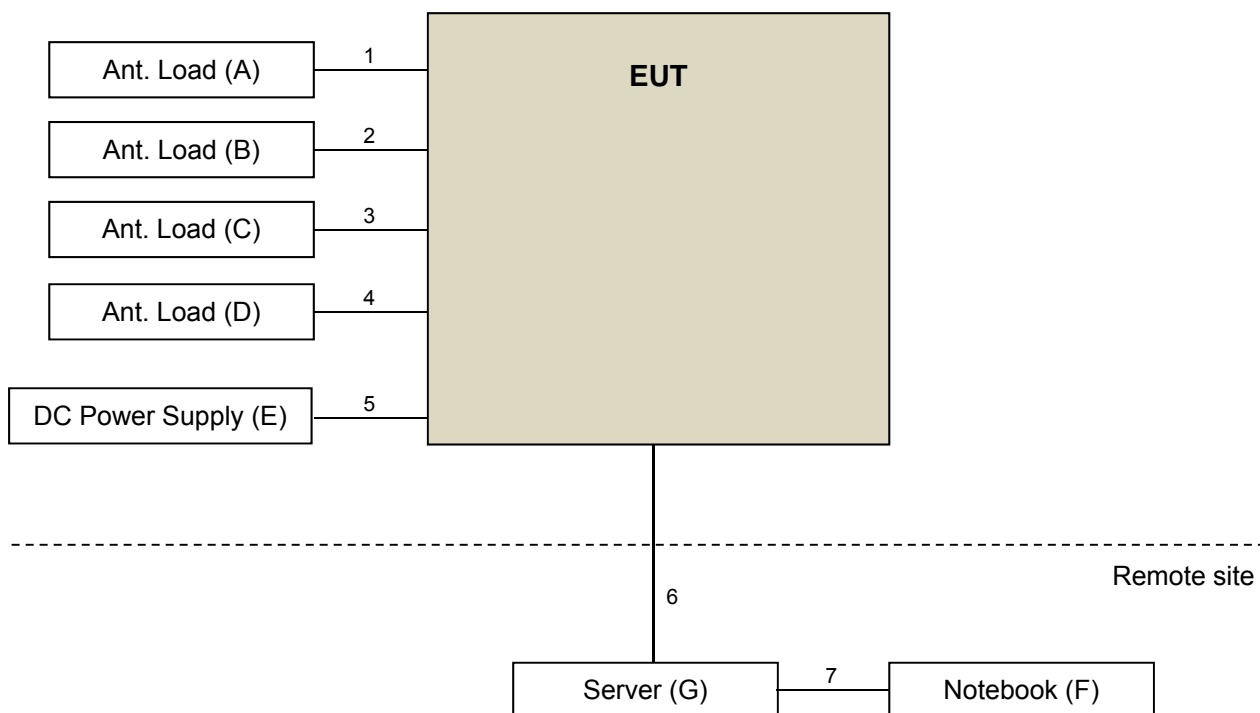 EUT
Ant. Load (A)
1
Ant. Load (B)
2
Ant. Load (C)
3
Ant. Load (D)
4
DC Power Supply (E)
5
Remote site
6
Server (G)
7
Notebook (F)